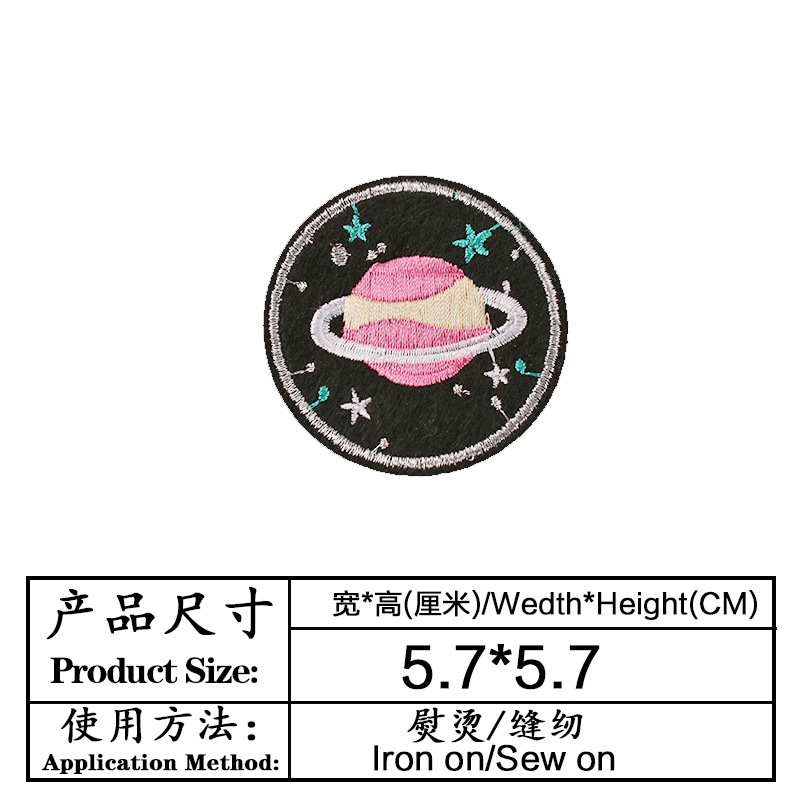 产品尺寸
Product Size:
宽*高(厘米)/Wedth*Height(CM)
5.7*5.7
使用方法：
Application Method:
熨烫/缝纫
Iron on/Sew on